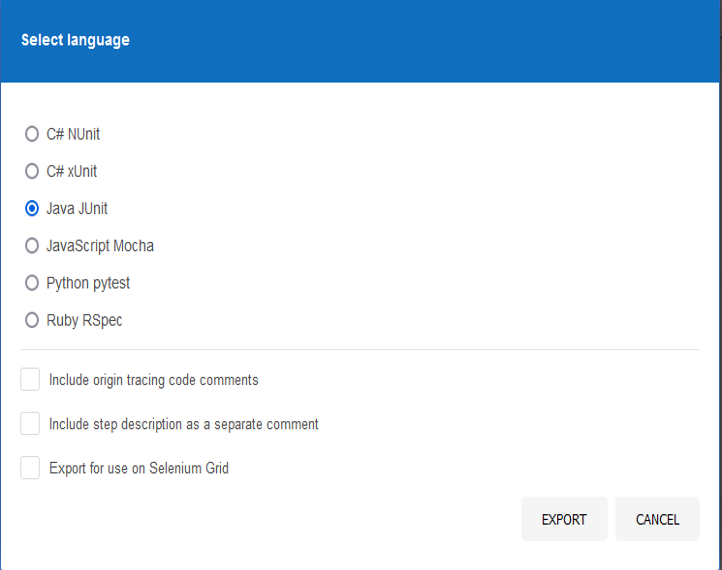 Select language
C# NUnit
C# xUnit
Java JUnit
JavaScript Mocha
Python pytest
Ruby RSpec
Include origin tracing code comments
Include step description as a separate comment
Export for use on Selenium Grid
EXPORT CANCEL